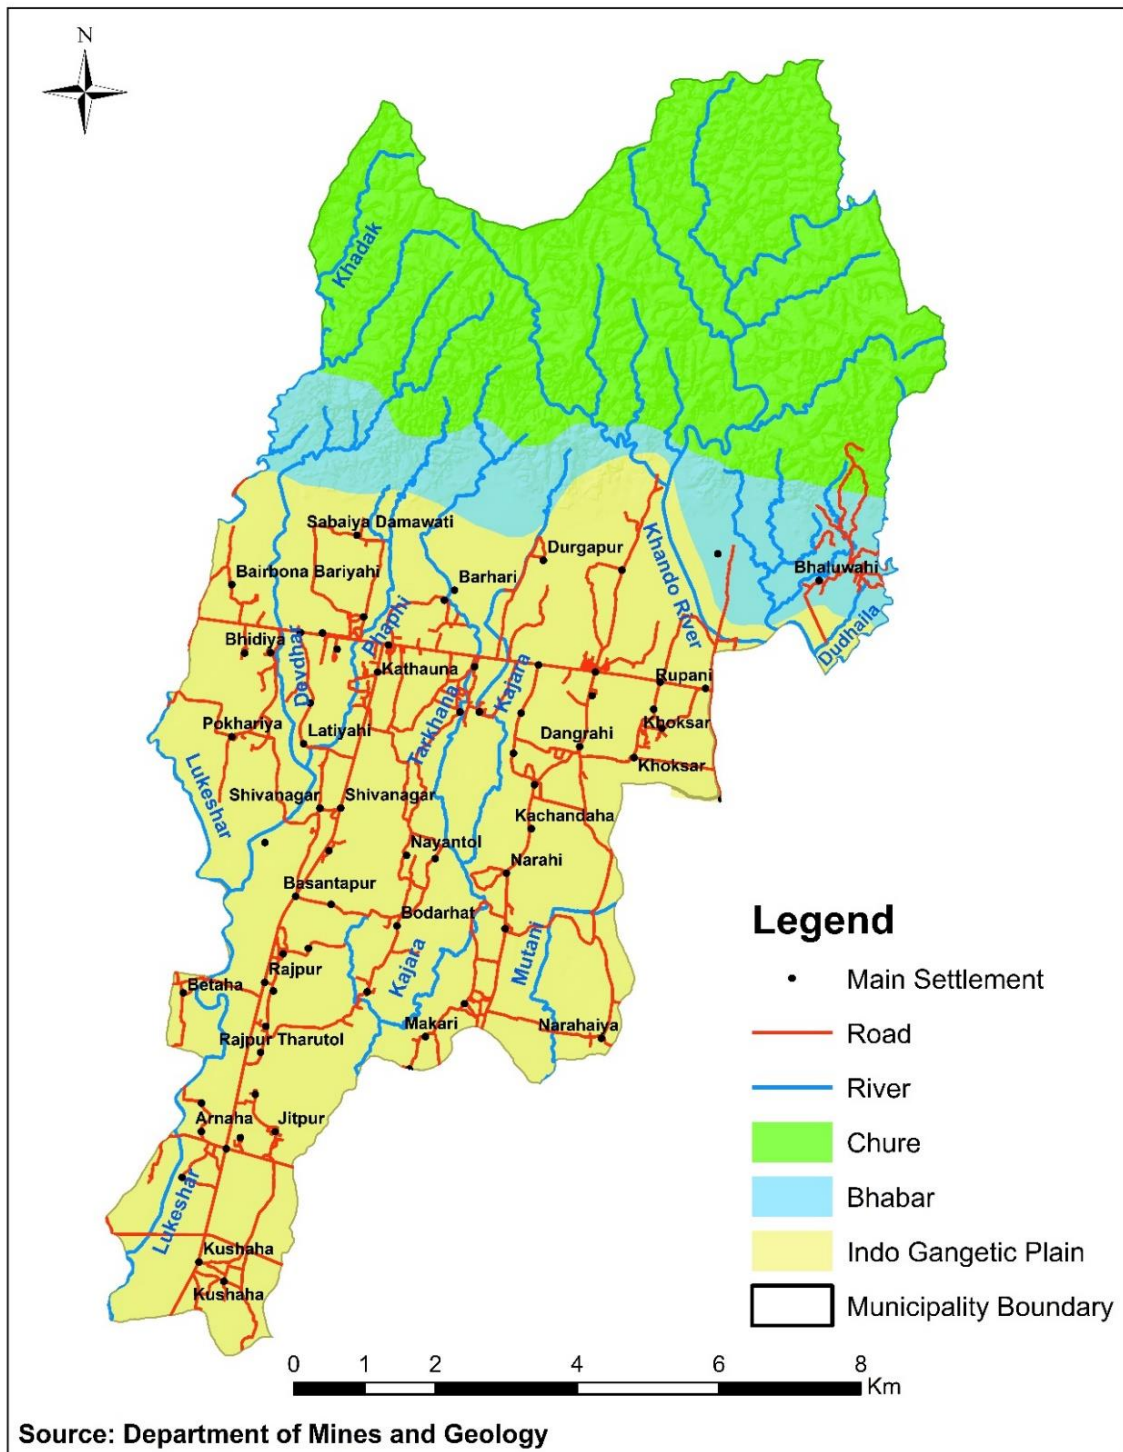 N
Khadak
Sabaiya Damawati
Durgapur
Khando River
Bairbona Bariyahi
Barhari
Bhaluwahi
Phaphi
Dudhaila
Bhidiya
Devdhar
Kathauna
Tarkhana
Kajara
Rupani
Pokhariya
Latiyahi
Dangrahi
Khoksar
Khoksar
Lukeshar
Shivanagar
Shivanagar
Kachandaha
Nayantol
Narahi
Basantapur
Bodarhat
Kajara
Mutani
Betaha
Rajpur
Makari
Narahaiya
Rajpur Tharutol
Arnaha
Jitpur
Lukeshar
Kushaha
Kushaha
Legend
Main Settlement
Road
River
Chure
Bhabar
Indo Gangetic Plain
Municipality Boundary
0 1 2 4 6 8
Km
Source: Department of Mines and Geology